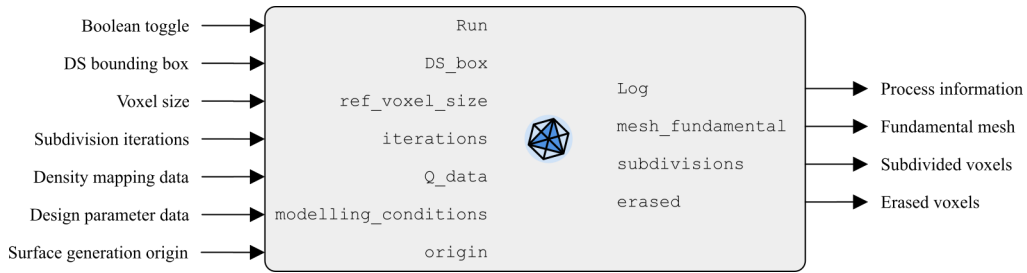 Boolean toggle Run
DS bounding box DS_box
Voxel size ref_voxel_size
Subdivision iterations iterations
Density mapping data Q_data
Design parameter data modelling_conditions
Surface generation origin origin
Log Process information
mesh_fundamental Fundamental mesh
subdivisions Subdivided voxels
erased Erased voxels